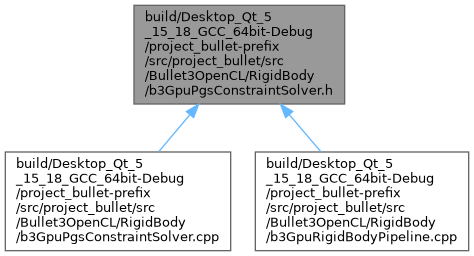 build/Desktop_Qt_5
_15_18_GCC_64bit-Debug
/project_bullet-prefix
/src/project_bullet/src
/Bullet3OpenCL/RigidBody
/b3GpuPgsConstraintSolver.h
build/Desktop_Qt_5
_15_18_GCC_64bit-Debug
/project_bullet-prefix
/src/project_bullet/src
/Bullet3OpenCL/RigidBody
/b3GpuPgsConstraintSolver.cpp
build/Desktop_Qt_5
_15_18_GCC_64bit-Debug
/project_bullet-prefix
/src/project_bullet/src
/Bullet3OpenCL/RigidBody
/b3GpuRigidBodyPipeline.cpp